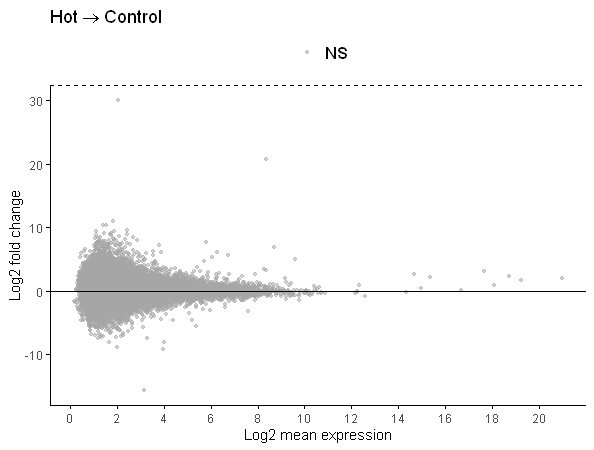 Hot → Control
NS
Log2 fold change
30
20
10
0
-10
0 2 4 6 8 10 12 14 16 18 20
Log2 mean expression